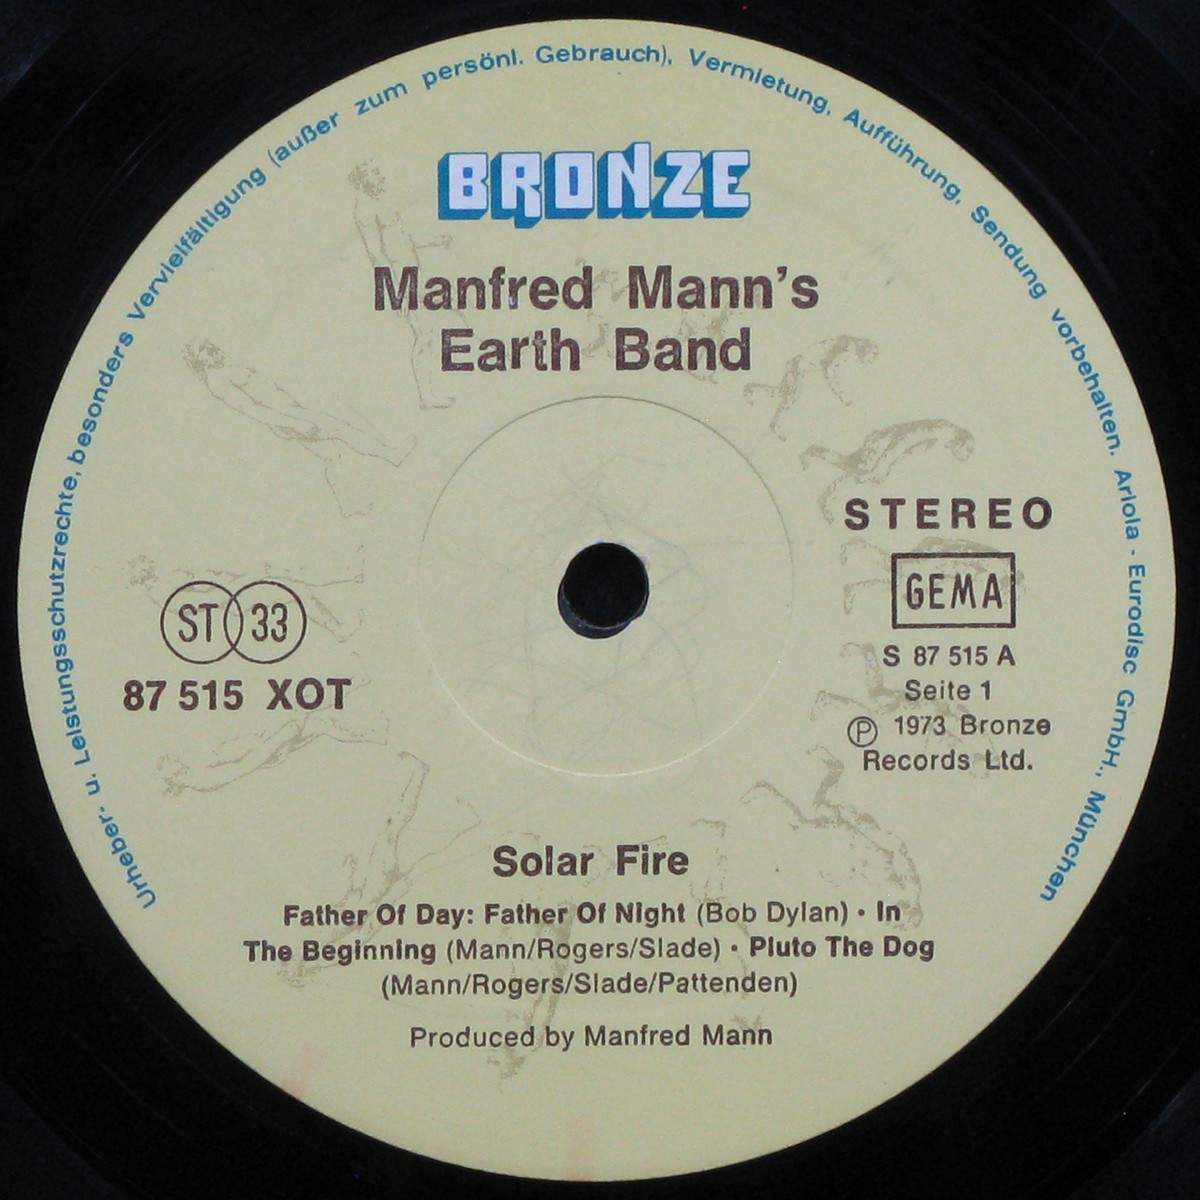 Urheber- u. Leistungsschutzrechte, besonders Vervielfältigung (außer zum persönl. Gebrauch), Vermietung, Aufführung, Sendung vorbehalten. Ariola - Eurodisc GmbH., München
BRONZE
Manfred Mann's
Earth Band
STEREO
GEMA
S 87 515 A
Seite 1
℗ 1973 Bronze
Records Ltd.
ST 33
87 515 XOT
Solar Fire
Father Of Day: Father Of Night (Bob Dylan) · In
The Beginning (Mann/Rogers/Slade) · Pluto The Dog
(Mann/Rogers/Slade/Pattenden)
Produced by Manfred Mann